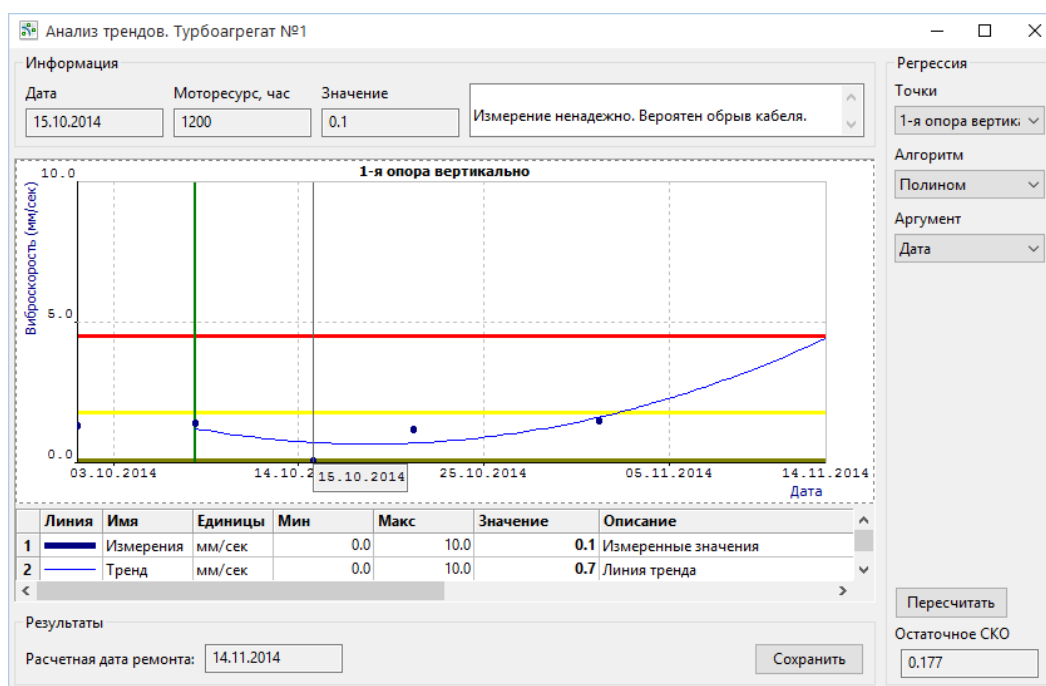 Анализ трендов. Турбоагрегат №1
Информация
Дата
Моторесурс, час
Значение
15.10.2014
1200
0.1
Измерение ненадежно. Вероятен обрыв кабеля.
Регрессия
Точки
1-я опора вертик
Алгоритм
Полином
Аргумент
Дата
1-я опора вертикально
Виброскорость (мм/сек)
10.0
5.0
0.0
03.10.2014
14.10.2
15.10.2014
25.10.2014
05.11.2014
14.11.2014
Дата
Линия Имя Единицы Мин Макс Значение Описание
1 Измерения мм/сек 0.0 10.0 0.1 Измеренные значения
2 Тренд мм/сек 0.0 10.0 0.7 Линия тренда
Результаты
Расчетная дата ремонта: 14.11.2014
Сохранить
Пересчитать
Остаточное СКО
0.177